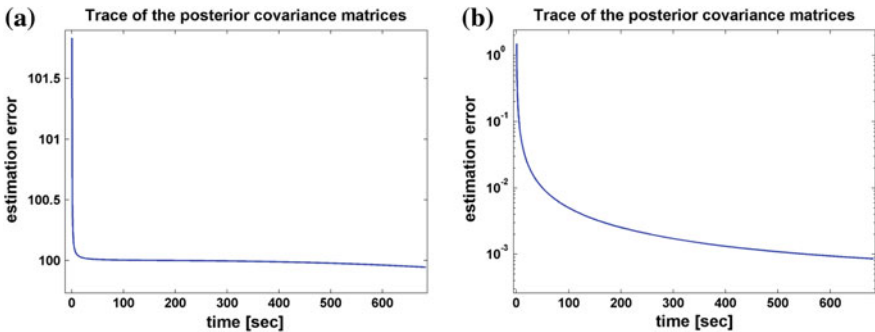 (a)
Trace of the posterior covariance matrices
estimation error
101.5
101
100.5
100
0 100 200 300 400 500 600
time [sec]
(b)
Trace of the posterior covariance matrices
estimation error
10⁰
10⁻¹
10⁻²
10⁻³
0 100 200 300 400 500 600
time [sec]